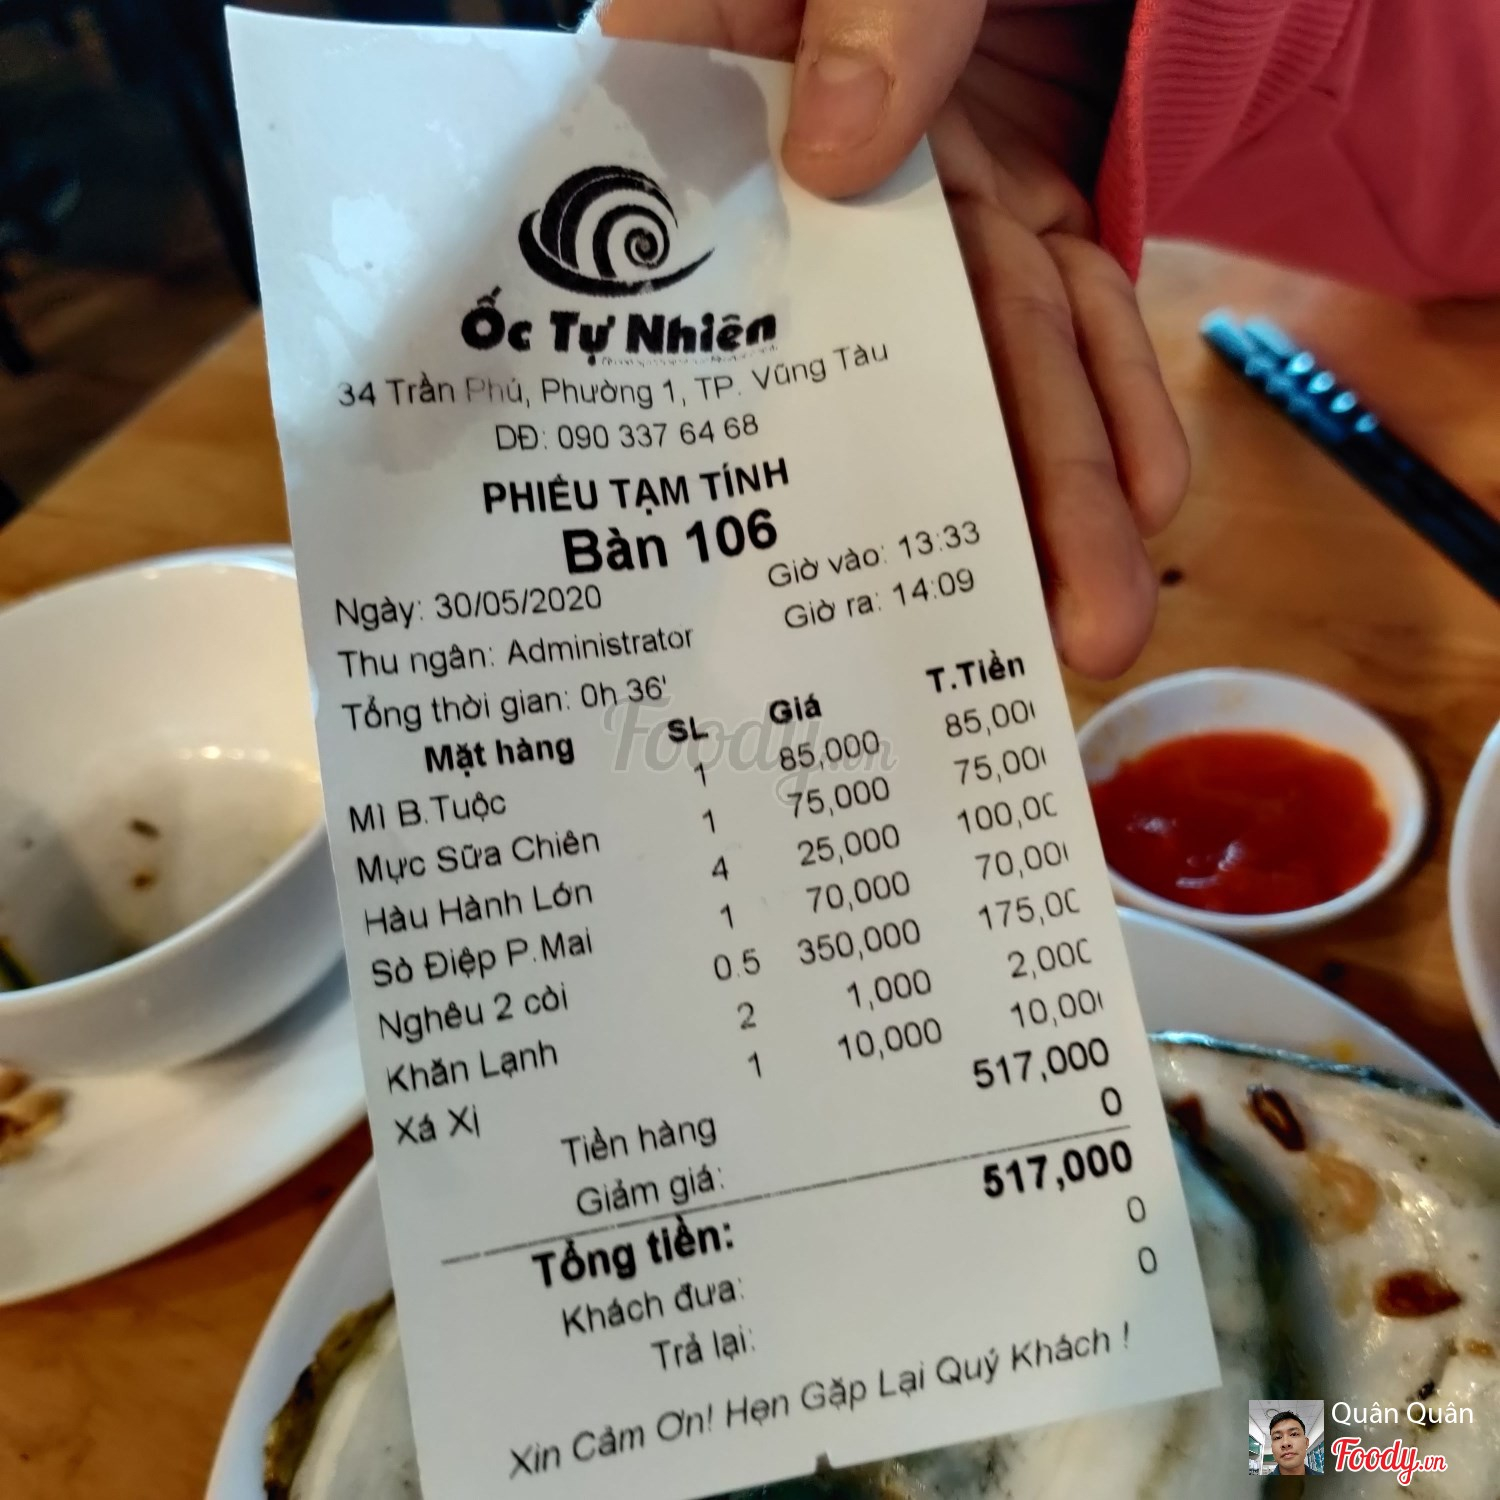 Ốc Tự Nhiên
34 Trần Phú, Phường 1, TP. Vũng Tàu
DĐ: 090 337 64 68
PHIẾU TẠM TÍNH
Bàn 106
Ngày: 30/05/2020 Giờ vào: 13:33
Thu ngân: Administrator Giờ ra: 14:09
Tổng thời gian: 0h 36'
Mặt hàng SL Giá T.Tiền
Mì B.Tuộc 1 85,000 85,00
Mực Sữa Chiên 1 75,000 75,00
Hàu Hành Lớn 4 25,000 100,00
Sò Điệp P.Mai 1 70,000 70,00
Nghêu 2 còi 0.5 350,000 175,00
Khăn Lạnh 2 1,000 2,000
Xá Xị 1 10,000 10,00
Tiền hàng 517,000
Giảm giá: 0
Tổng tiền: 517,000
Khách đưa: 0
Trả lại: 0
Xin Cảm Ơn! Hẹn Gặp Lại Quý Khách !
Foody.vn
Quân Quân
Foody.vn